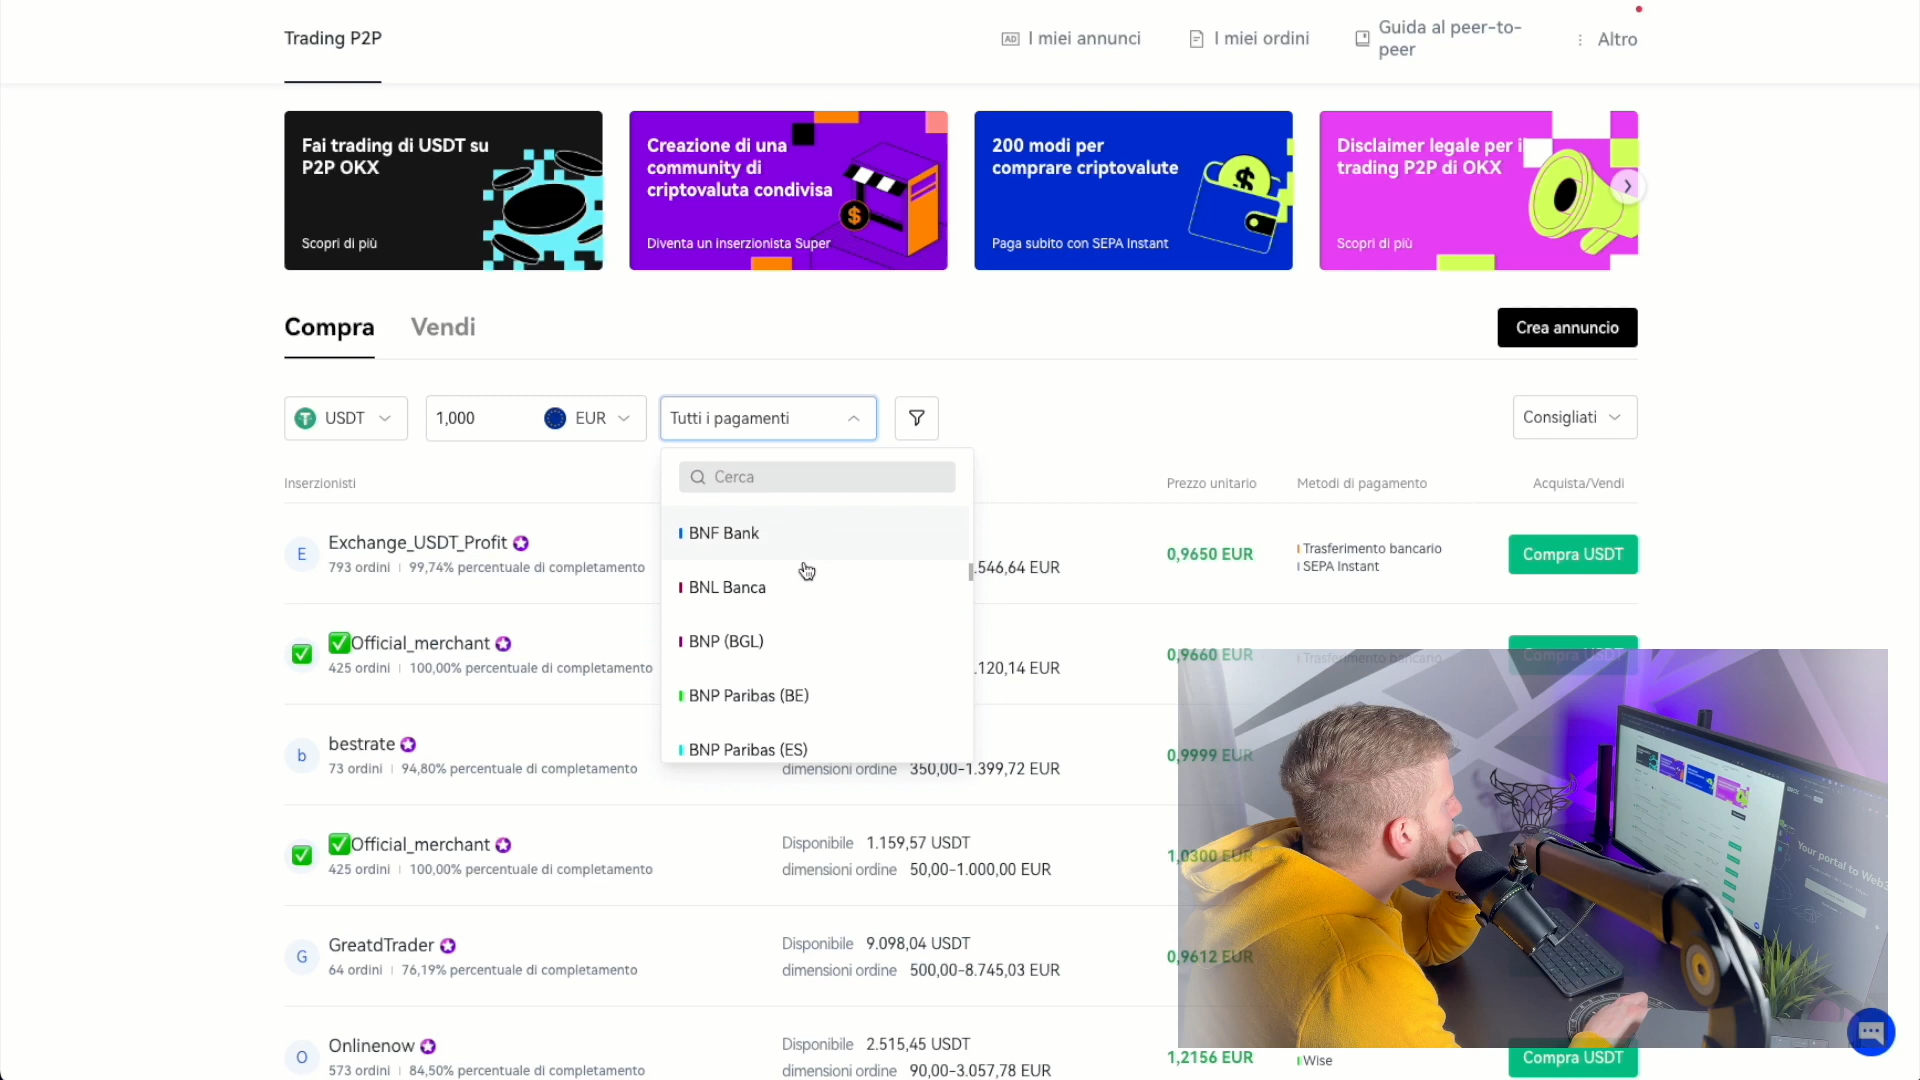 Trading P2P
I miei annunci
I miei ordini
Guida al peer-to-
peer
Altro
Fai trading di USDT su
P2P OKX
Scopri di più
Creazione di una
community di
criptovaluta condivisa
Diventa un inserzionista Super
200 modi per
comprare criptovalute
Paga subito con SEPA Instant
Disclaimer legale per i
trading P2P di OKX
Scopri di più
Compra
Vendi
Crea annuncio
USDT
1,000
EUR
Tutti i pagamenti
Consigliati
Cerca
BNF Bank
BNL Banca
BNP (BGL)
BNP Paribas (BE)
BNP Paribas (ES)
Inserzionisti
Prezzo unitario
Metodi di pagamento
Acquista/Vendi
E
Exchange_USDT_Profit
793 ordini | 99,74% percentuale di completamento
.546,64 EUR
0,9650 EUR
Trasferimento bancario
SEPA Instant
Compra USDT
Official_merchant
425 ordini | 100,00% percentuale di completamento
.120,14 EUR
0,9660 EUR
Trasferimento bancario
Compra USDT
b
bestrate
73 ordini | 94,80% percentuale di completamento
dimensioni ordine 350,00-1.399,72 EUR
0,9999 EUR
Official_merchant
425 ordini | 100,00% percentuale di completamento
Disponibile 1.159,57 USDT
dimensioni ordine 50,00-1.000,00 EUR
1,0300 EUR
G
GreatdTrader
64 ordini | 76,19% percentuale di completamento
Disponibile 9.098,04 USDT
dimensioni ordine 500,00-8.745,03 EUR
0,9612 EUR
O
Onlinenow
573 ordini | 84,50% percentuale di completamento
Disponibile 2.515,45 USDT
dimensioni ordine 90,00-3.057,78 EUR
1,2156 EUR
Wise
Compra USDT
Your portal to Web3